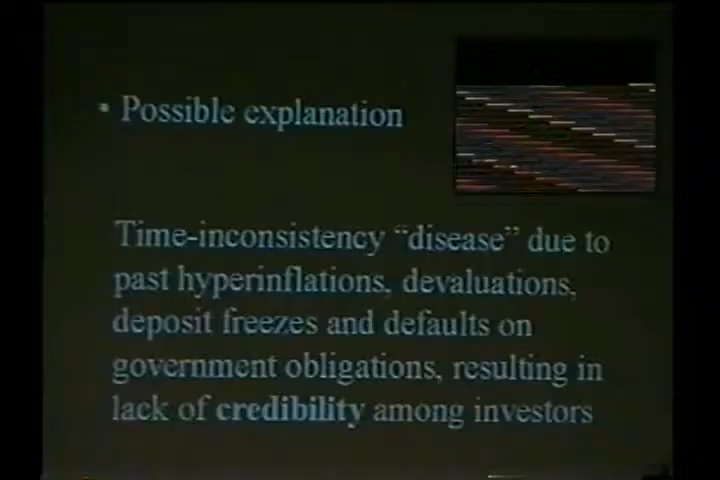 • Possible explanation
Time-inconsistency “disease” due to
past hyperinflations, devaluations,
deposit freezes and defaults on
government obligations, resulting in
lack of credibility among investors